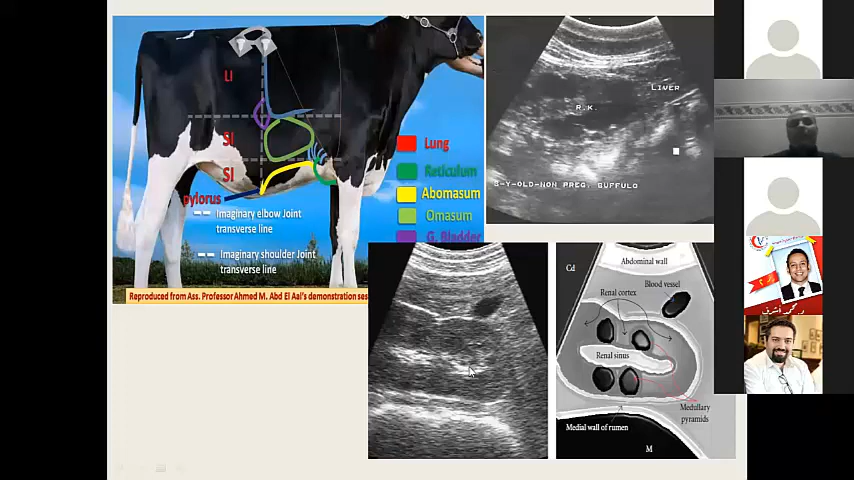 LI
SI
SI
pylorus
Imaginary elbow Joint
transverse line
Imaginary shoulder Joint
transverse line
Lung
Reticulum
Abomasum
Omasum
G. Bladder
Reproduced from Ass. Professor Ahmed M. Abd El Aal's demonstration ses
LIVER
R.K.
3-Y-OLD-NON PREG. BUFFULO
Cd
Abdominal wall
Blood vessel
Renal cortex
Renal sinus
Medullary
pyramids
Medial wall of rumen
M